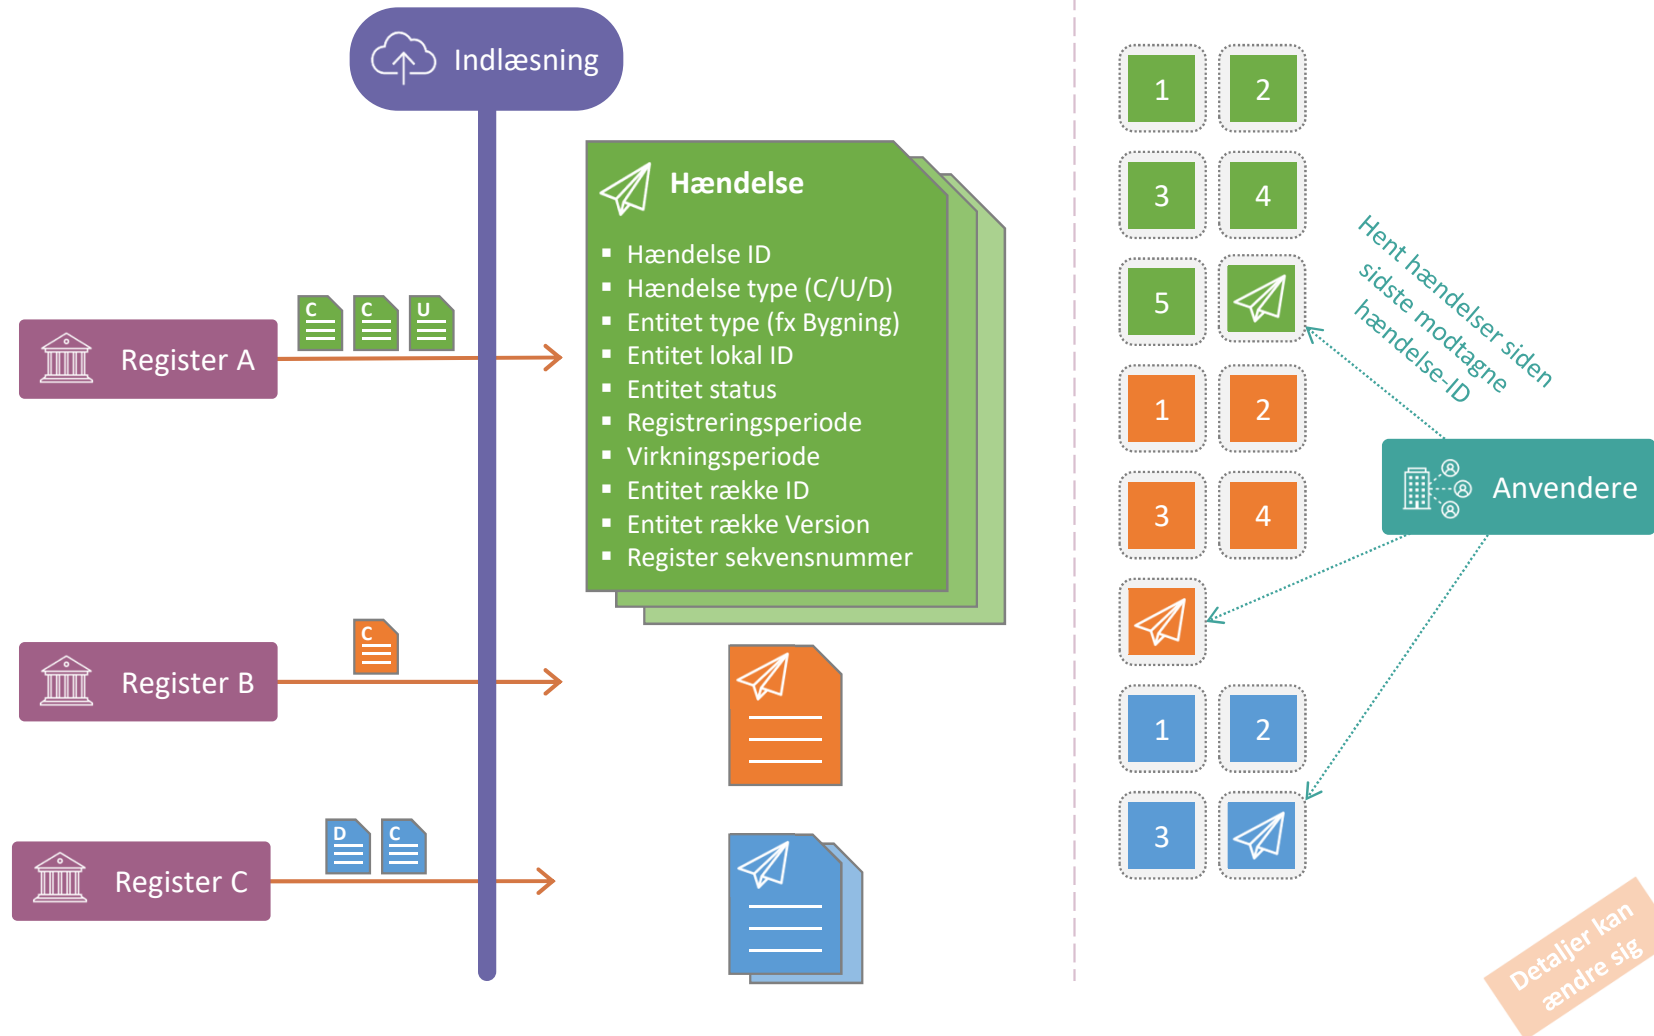 Indlæsning
Hændelse
▪ Hændelse ID
▪ Hændelse type (C/U/D)
▪ Entitet type (fx Bygning)
▪ Entitet lokal ID
▪ Entitet status
▪ Registreringsperiode
▪ Virkningsperiode
▪ Entitet række ID
▪ Entitet række Version
▪ Register sekvensnummer
C C U
Register A
C
Register B
D C
Register C
1 2
3 4
5
1 2
3 4
1 2
3
Hent hændelser siden
sidste modtagne
hændelse-ID
Anvendere
Detaljer kan
ændre sig